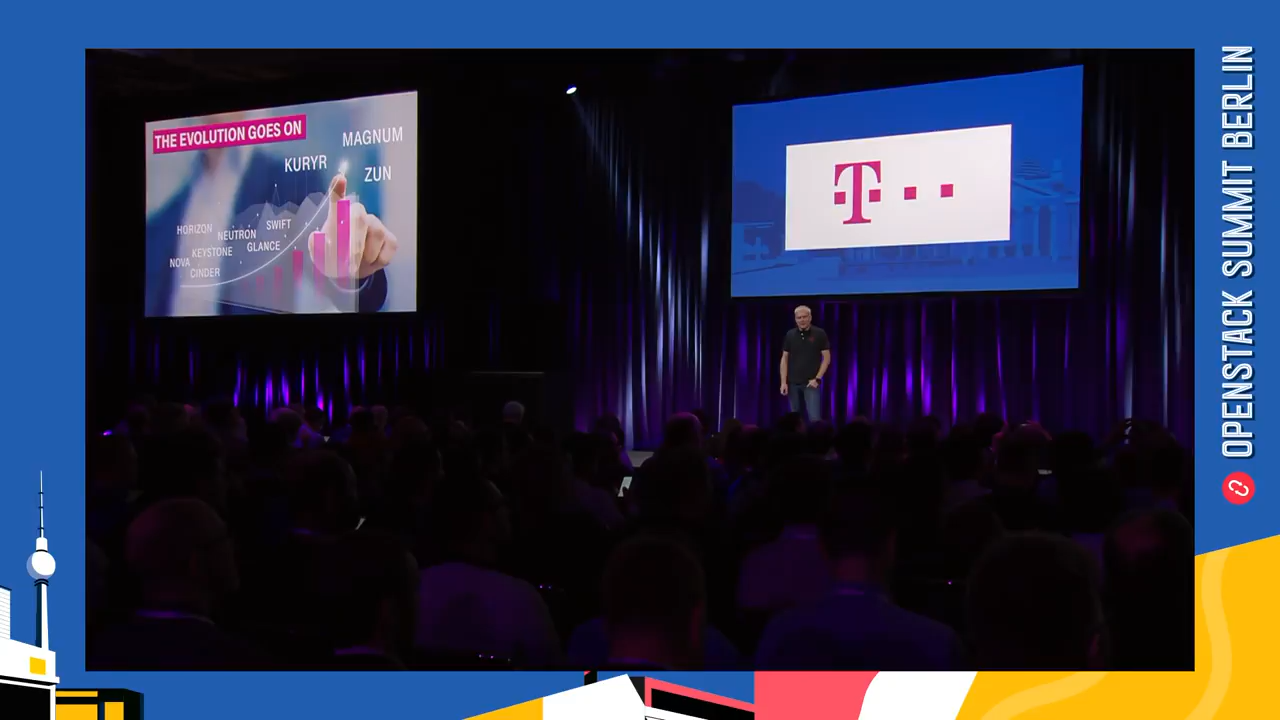 THE EVOLUTION GOES ON
MAGNUM
KURYR
ZUN
HORIZON
NEUTRON
SWIFT
KEYSTONE
GLANCE
NOVA
CINDER
T
OPENSTACK SUMMIT BERLIN